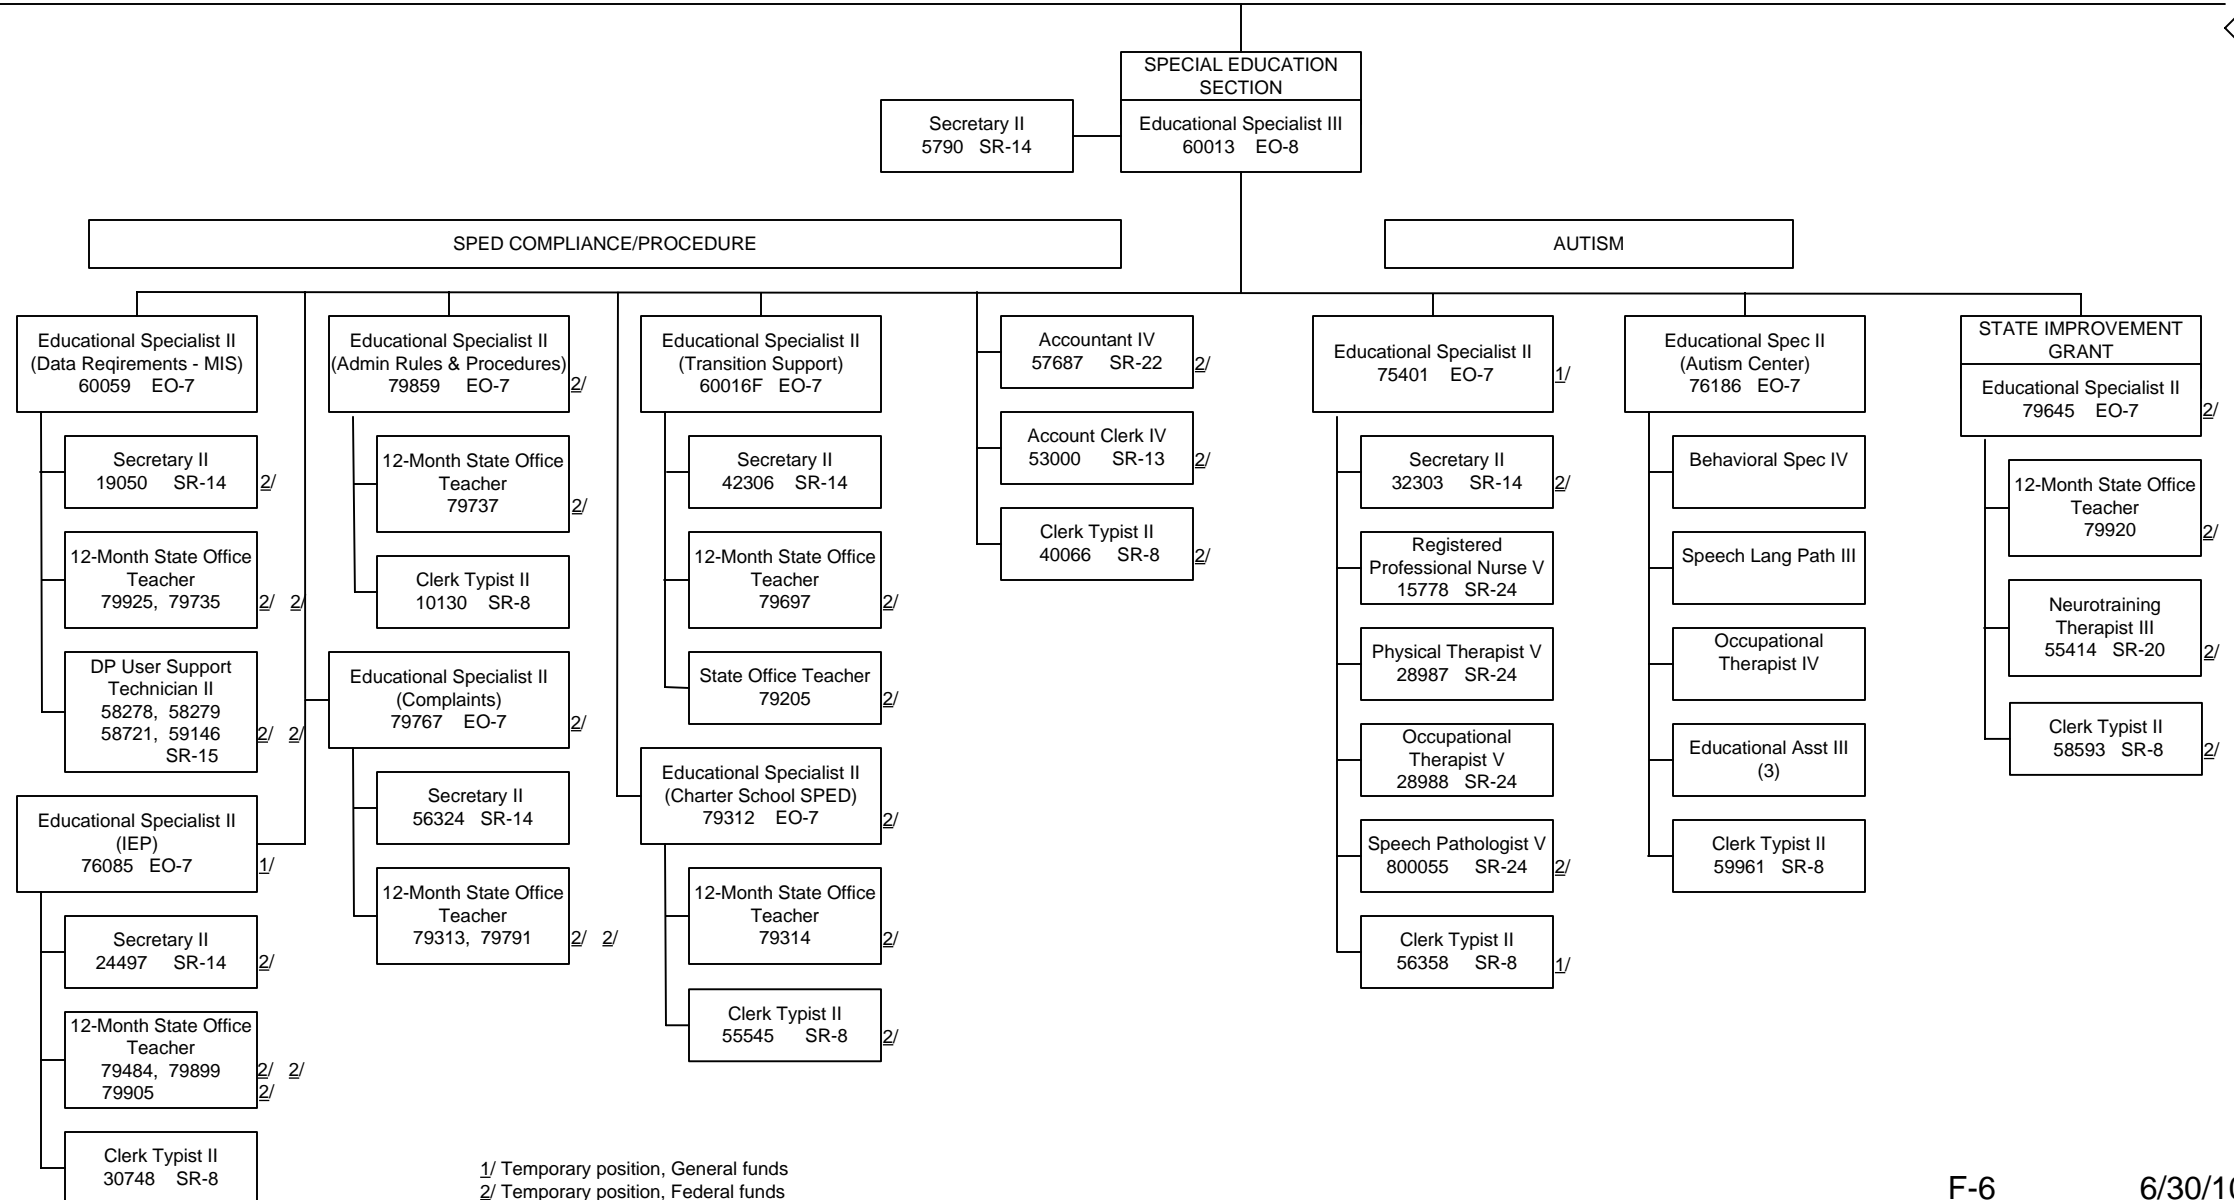 SPECIAL EDUCATION
SECTION
Educational Specialist III
60013 EO-8
Secretary II
5790 SR-14
SPED COMPLIANCE/PROCEDURE
AUTISM
Educational Specialist II
(Data Reqirements - MIS)
60059 EO-7
Secretary II
19050 SR-14 2/
12-Month State Office
Teacher
79925, 79735 2/ 2/
DP User Support
Technician II
58278, 58279
58721, 59146 2/ 2/
SR-15
Educational Specialist II
(IEP)
76085 EO-7 1/
Secretary II
24497 SR-14 2/
12-Month State Office
Teacher
79484, 79899 2/ 2/
79905 2/
Clerk Typist II
30748 SR-8
Educational Specialist II
(Admin Rules & Procedures)
79859 EO-7 2/
12-Month State Office
Teacher
79737 2/
Clerk Typist II
10130 SR-8
Educational Specialist II
(Complaints)
79767 EO-7 2/
Secretary II
56324 SR-14
12-Month State Office
Teacher
79313, 79791 2/ 2/
Educational Specialist II
(Transition Support)
60016F EO-7
Secretary II
42306 SR-14
12-Month State Office
Teacher
79697 2/
State Office Teacher
79205 2/
Educational Specialist II
(Charter School SPED)
79312 EO-7 2/
12-Month State Office
Teacher
79314 2/
Clerk Typist II
55545 SR-8 2/
Accountant IV
57687 SR-22 2/
Account Clerk IV
53000 SR-13 2/
Clerk Typist II
40066 SR-8 2/
Educational Specialist II
75401 EO-7 1/
Secretary II
32303 SR-14 2/
Registered
Professional Nurse V
15778 SR-24
Physical Therapist V
28987 SR-24
Occupational
Therapist V
28988 SR-24
Speech Pathologist V
800055 SR-24 2/
Clerk Typist II
56358 SR-8 1/
Educational Spec II
(Autism Center)
76186 EO-7
Behavioral Spec IV
Speech Lang Path III
Occupational
Therapist IV
Educational Asst III
(3)
Clerk Typist II
59961 SR-8
STATE IMPROVEMENT
GRANT
Educational Specialist II
79645 EO-7 2/
12-Month State Office
Teacher
79920 2/
Neurotraining
Therapist III
55414 SR-20 2/
Clerk Typist II
58593 SR-8 2/
1/ Temporary position, General funds
2/ Temporary position, Federal funds
F-6 6/30/10